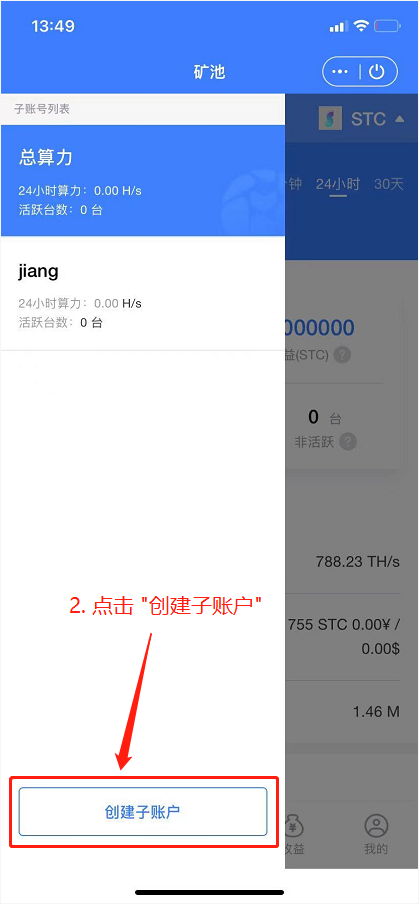 13:49
矿池
子账号列表
STC
总算力
24小时算力：0.00 H/s
活跃台数：0 台
钟 24小时 30天
jiang
24小时算力：0.00 H/s
活跃台数：0 台
000000
益(STC) ?
0 台
非活跃 ?
788.23 TH/s
2. 点击 "创建子账户"
755 STC 0.00¥ /
0.00$
1.46 M
创建子账户
收益
我的